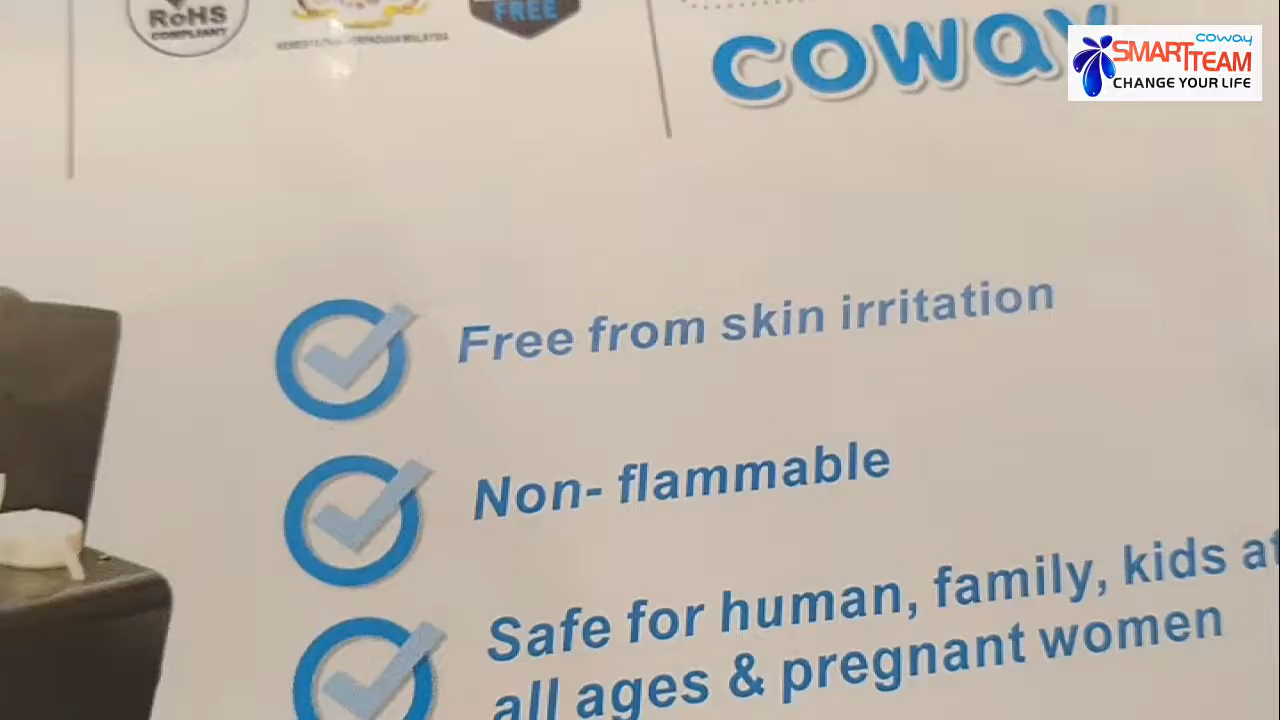 RoHS
COMPLIANT
FREE
coway
coway
SMART TEAM
CHANGE YOUR LIFE
Free from skin irritation
Non- flammable
Safe for human, family, kids at
all ages & pregnant women